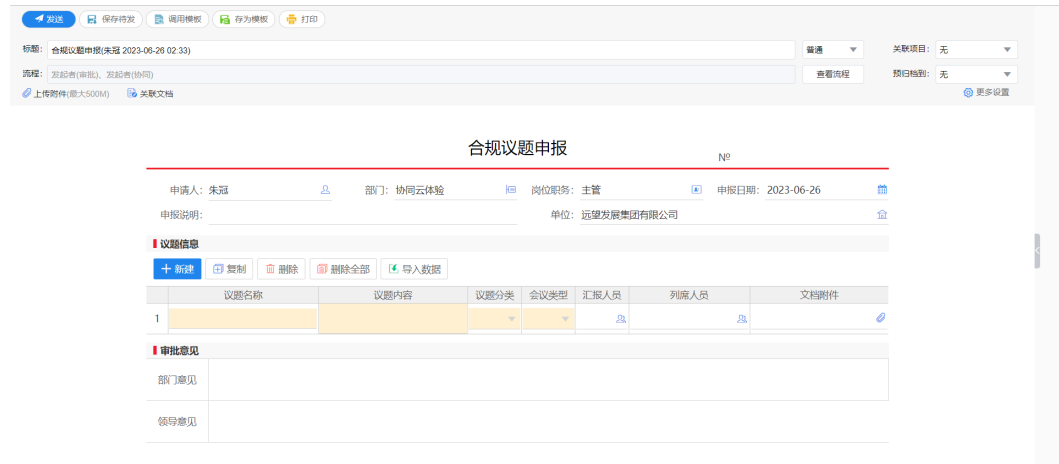 发送 保存待发 调用模板 存为模板 打印
标题: 合规议题申报(朱冠 2023-06-26 02:33) 普通 关联项目: 无
流程: 发起者(审批)、发起者(协同) 查看流程 预归档到: 无
上传附件(最大500M) 关联文档 更多设置
合规议题申报
№
申请人: 朱冠 部门: 协同云体验 岗位职务: 主管 申报日期: 2023-06-26
申报说明: 单位: 远望发展集团有限公司
议题信息
新建 复制 删除 删除全部 导入数据
议题名称 议题内容 议题分类 会议类型 汇报人员 列席人员 文档附件
1
审批意见
部门意见
领导意见